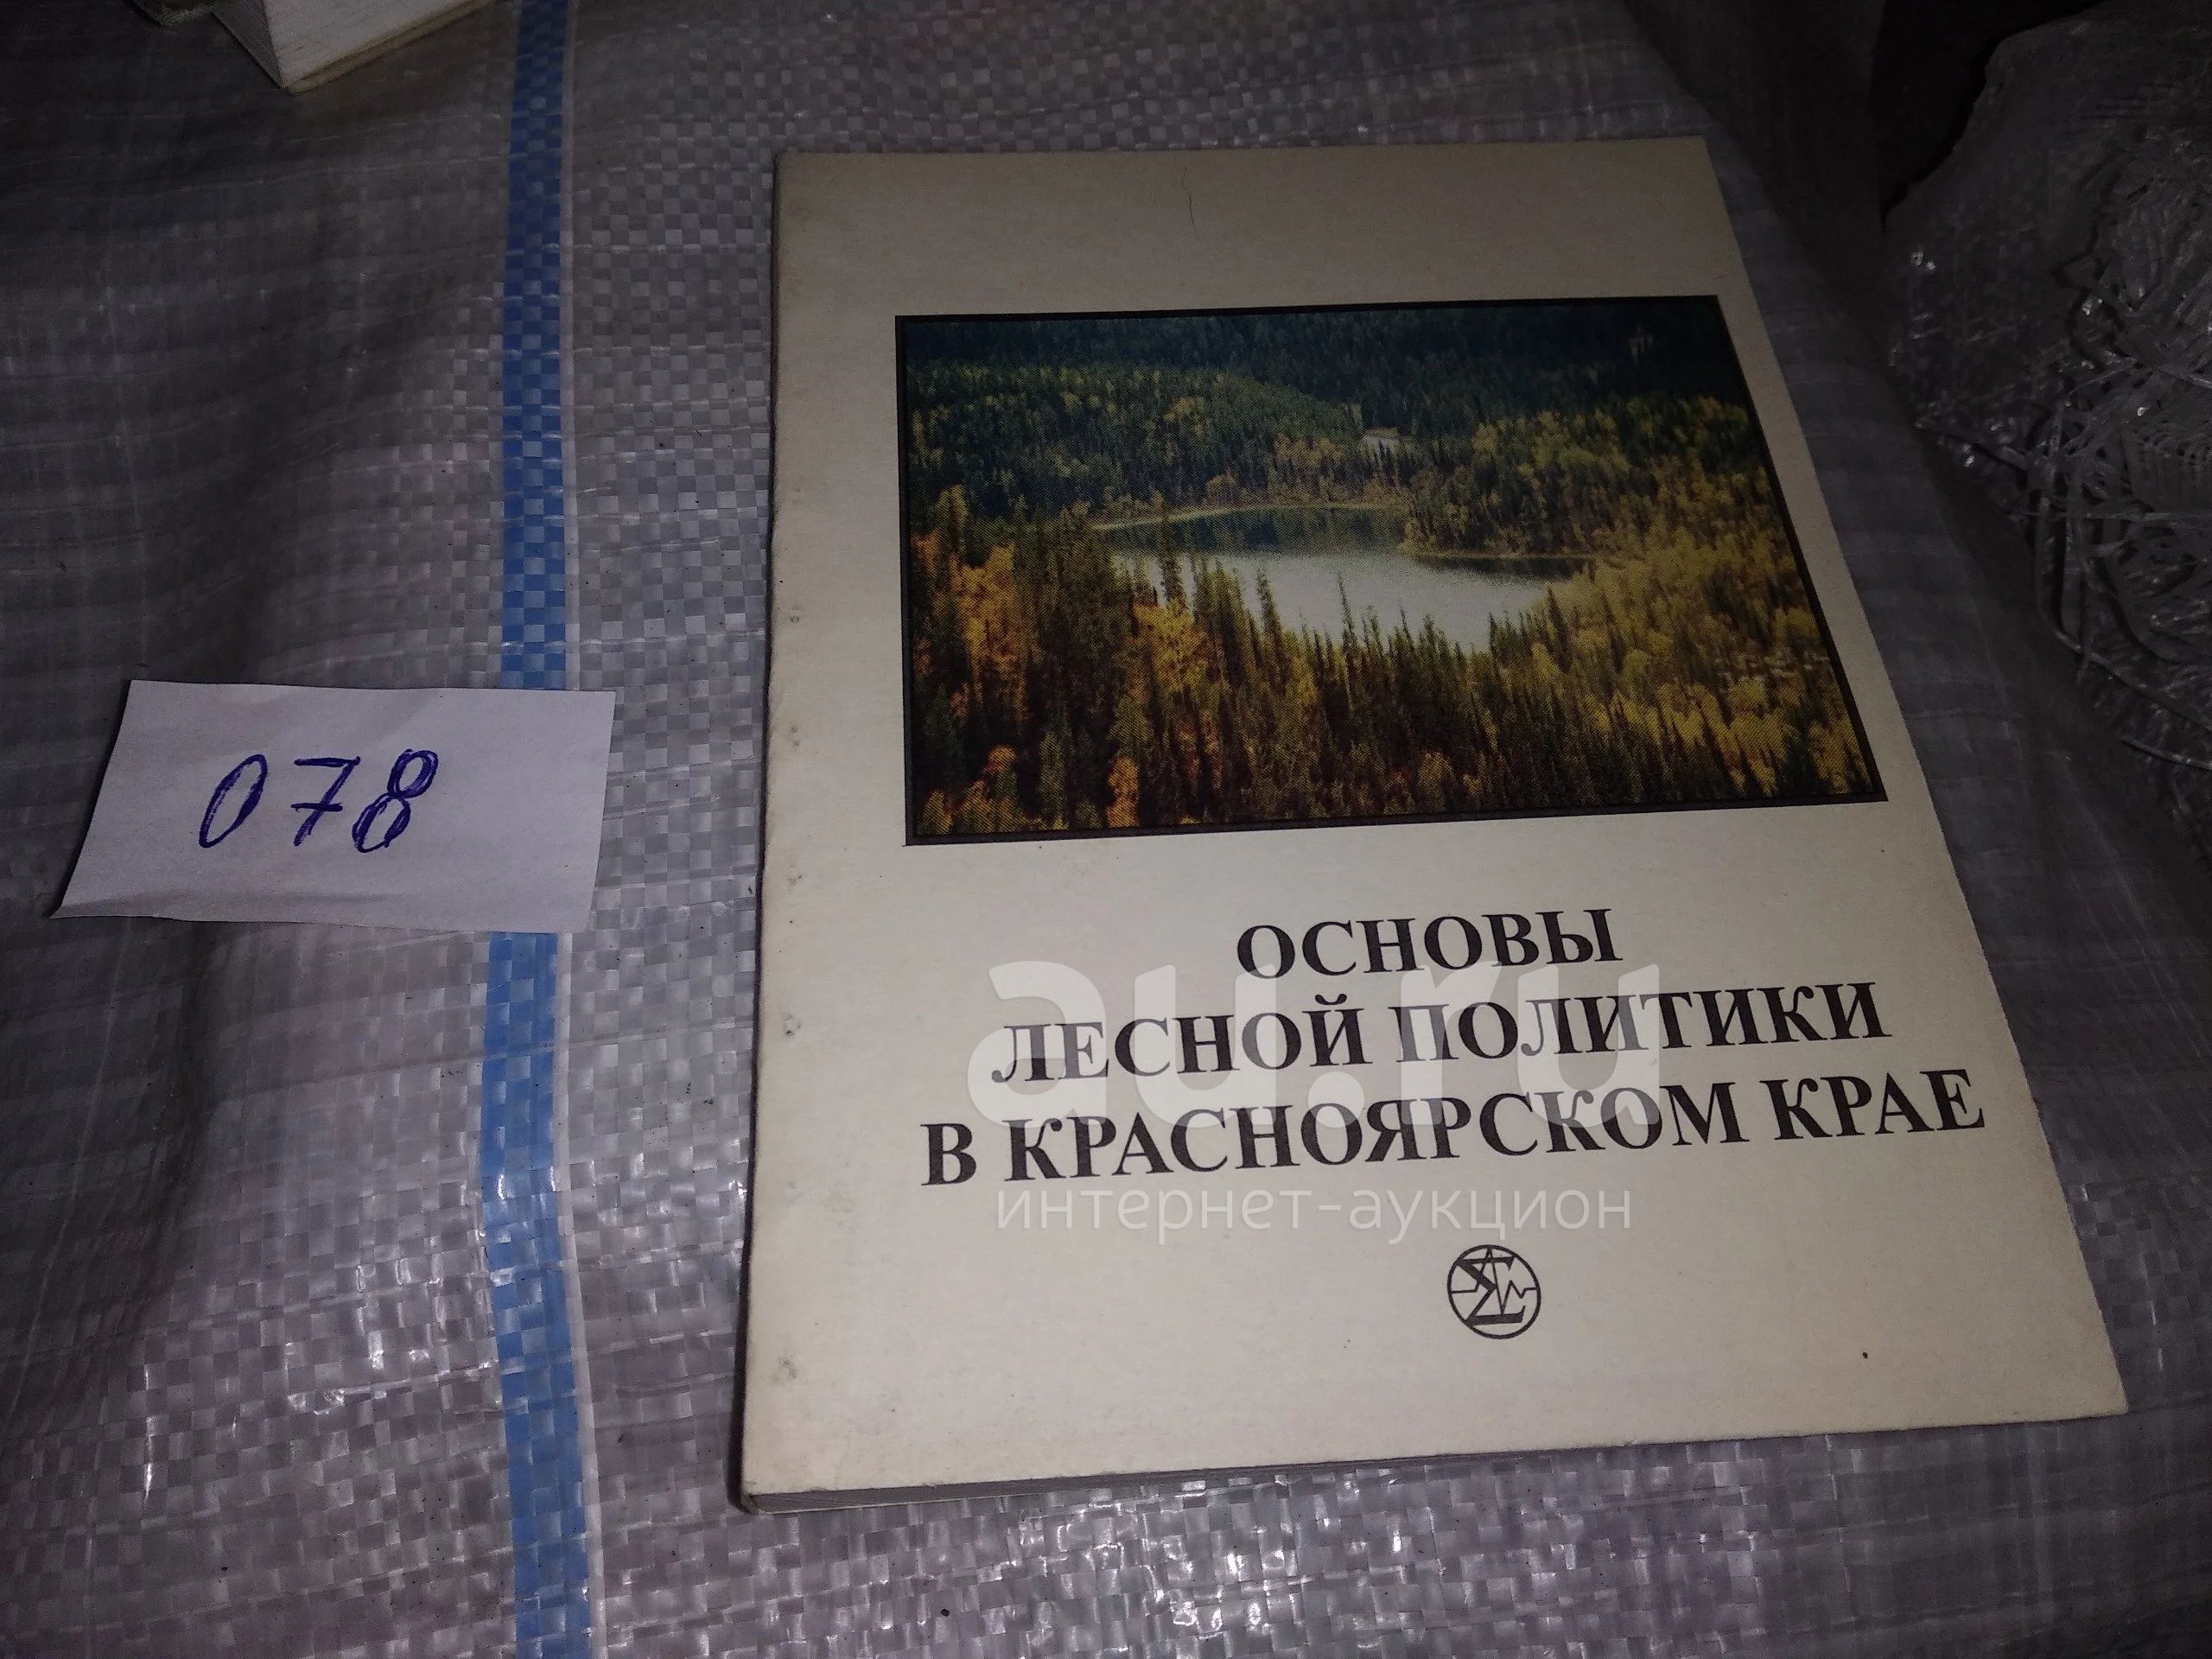 078
ОСНОВЫ
ЛЕСНОЙ ПОЛИТИКИ
В КРАСНОЯРСКОМ КРАЕ
au.ru
интернет-аукцион